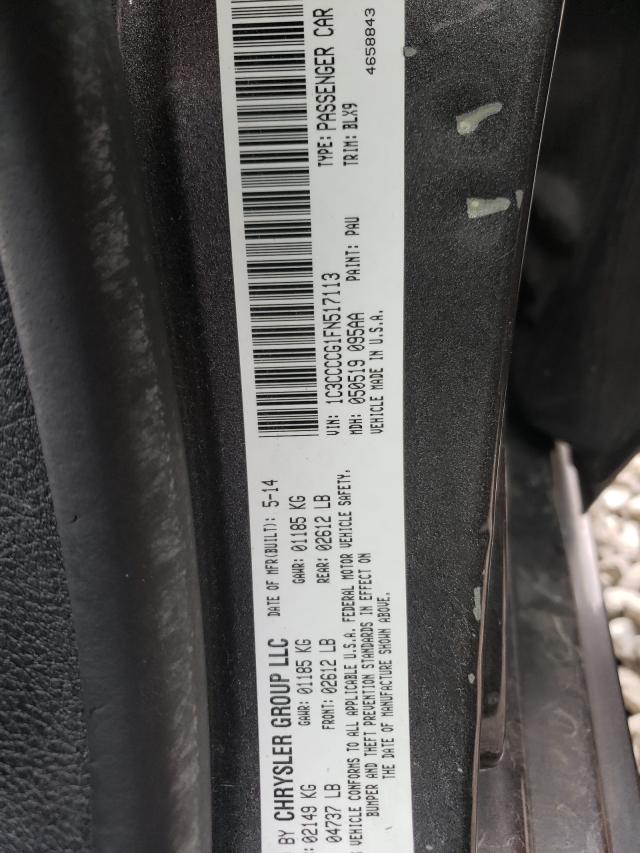 BY CHRYSLER GROUP LLC DATE OF MFR(BUILT): 5-14
: 02149 KG GAWR: 01185 KG GAWR: 01185 KG
04737 LB FRONT: 02612 LB REAR: 02612 LB
VEHICLE CONFORMS TO ALL APPLICABLE U.S.A. FEDERAL MOTOR VEHICLE SAFETY,
BUMPER AND THEFT PREVENTION STANDARDS IN EFFECT ON
THE DATE OF MANUFACTURE SHOWN ABOVE.
VIN: 1C3CCCCG1FN517113 TYPE: PASSENGER CAR
MDH: 050519 095AA PAINT: PAU TRIM: BLX9
VEHICLE MADE IN U.S.A. 4658843